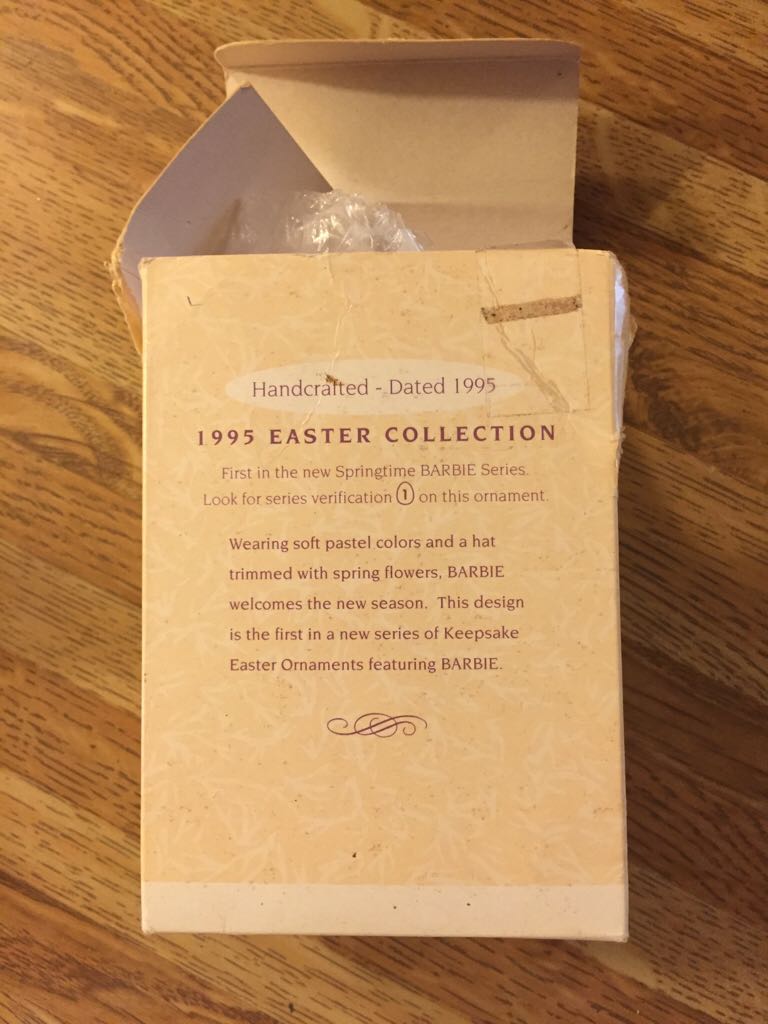 Handcrafted - Dated 1995
1995 EASTER COLLECTION
First in the new Springtime BARBIE Series.
Look for series verification 1 on this ornament.
Wearing soft pastel colors and a hat
trimmed with spring flowers, BARBIE
welcomes the new season. This design
is the first in a new series of Keepsake
Easter Ornaments featuring BARBIE.